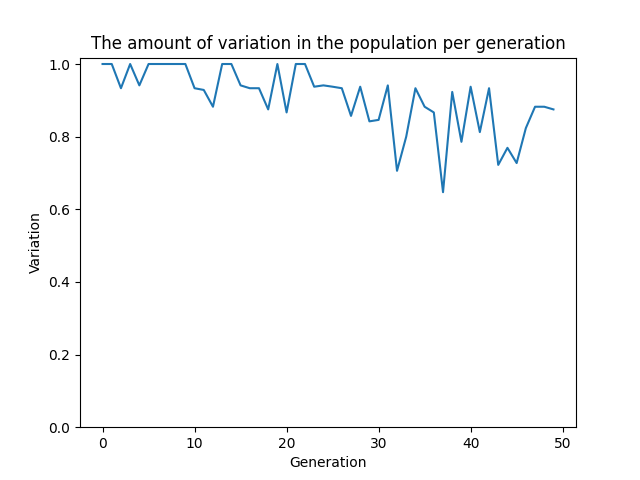 The amount of variation in the population per generation
1.0
0.8
0.6
0.4
0.2
0.0
Variation
0 10 20 30 40 50
Generation